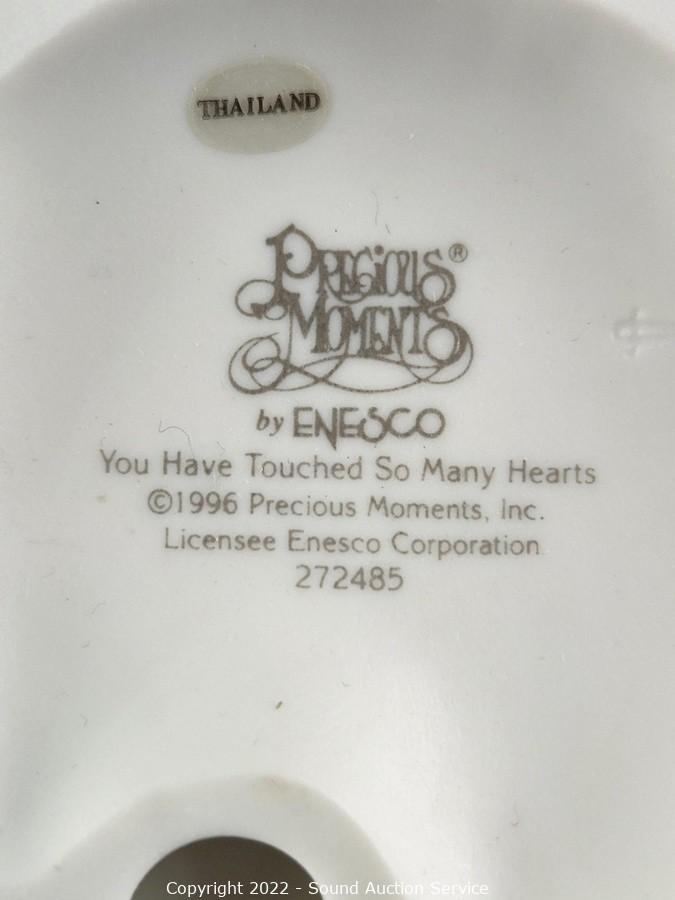 THAILAND
PRECIOUS®
MOMENTS
by ENESCO
You Have Touched So Many Hearts
©1996 Precious Moments, Inc.
Licensee Enesco Corporation
272485
Copyright 2022 - Sound Auction Service